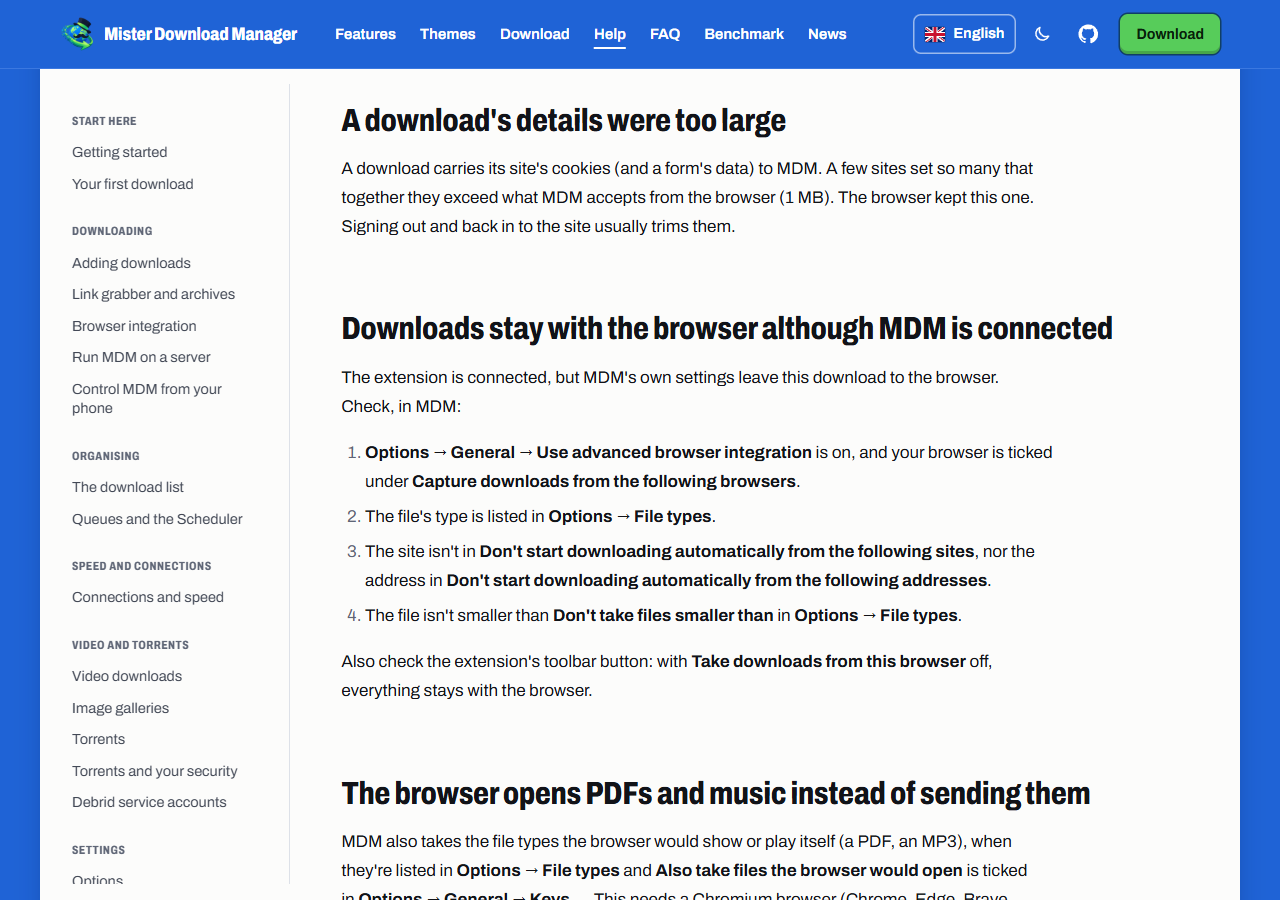 Mister Download Manager
Features
Themes
Download
Help
FAQ
Benchmark
News
English
Download
START HERE
Getting started
Your first download
DOWNLOADING
Adding downloads
Link grabber and archives
Browser integration
Run MDM on a server
Control MDM from your
phone
ORGANISING
The download list
Queues and the Scheduler
SPEED AND CONNECTIONS
Connections and speed
VIDEO AND TORRENTS
Video downloads
Image galleries
Torrents
Torrents and your security
Debrid service accounts
SETTINGS
Options
A download's details were too large
A download carries its site's cookies (and a form's data) to MDM. A few sites set so many that
together they exceed what MDM accepts from the browser (1 MB). The browser kept this one.
Signing out and back in to the site usually trims them.
Downloads stay with the browser although MDM is connected
The extension is connected, but MDM's own settings leave this download to the browser.
Check, in MDM:
1. Options → General → Use advanced browser integration is on, and your browser is ticked
under Capture downloads from the following browsers.
2. The file's type is listed in Options → File types.
3. The site isn't in Don't start downloading automatically from the following sites, nor the
address in Don't start downloading automatically from the following addresses.
4. The file isn't smaller than Don't take files smaller than in Options → File types.
Also check the extension's toolbar button: with Take downloads from this browser off,
everything stays with the browser.
The browser opens PDFs and music instead of sending them
MDM also takes the file types the browser would show or play itself (a PDF, an MP3), when
they're listed in Options → File types and Also take files the browser would open is ticked
in Options → General → Keys... This needs a Chromium browser (Chrome, Edge, Brave,